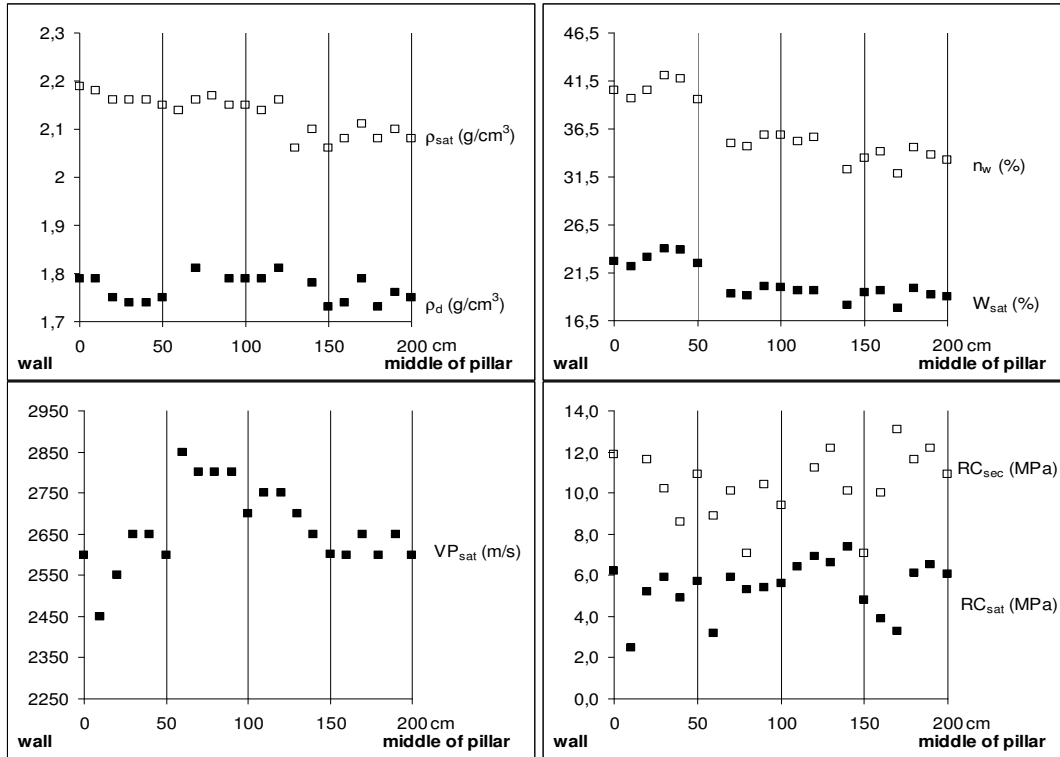 2,3
2,2
2,1
2
1,9
1,8
1,7
ρsat (g/cm³)
ρd (g/cm³)
0 50 100 150 200 cm
wall middle of pillar
46,5
41,5
36,5
31,5
26,5
21,5
16,5
nw (%)
Wsat (%)
0 50 100 150 200 cm
wall middle of pillar
2950
2850
2750
2650
2550
2450
2350
2250
VPsat (m/s)
0 50 100 150 200 cm
wall middle of pillar
14,0
12,0
10,0
8,0
6,0
4,0
2,0
0,0
RCsec (MPa)
RCsat (MPa)
0 50 100 150 200 cm
wall middle of pillar